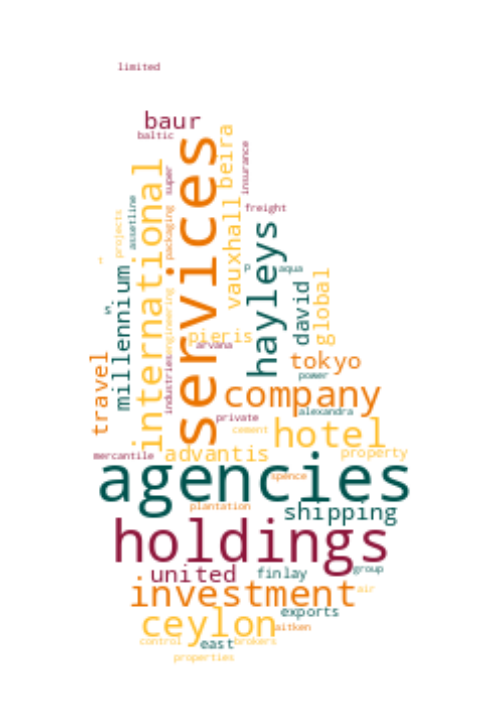 limited
baur
baltic
services
international
beira
insurance
super
vauxhall
packaging
assetline
projects
freight
hayleys
p
aqua
millennium
david
global
s
engineering
pieris
arvana
travel
industries
tokyo
power
company
alexandra
private
cement
hotel
mercantile
advantis
property
agencies
spence
plantation
shipping
holdings
united
finlay
group
investment
air
exports
ceylon
aitken
control
east
brokers
properties